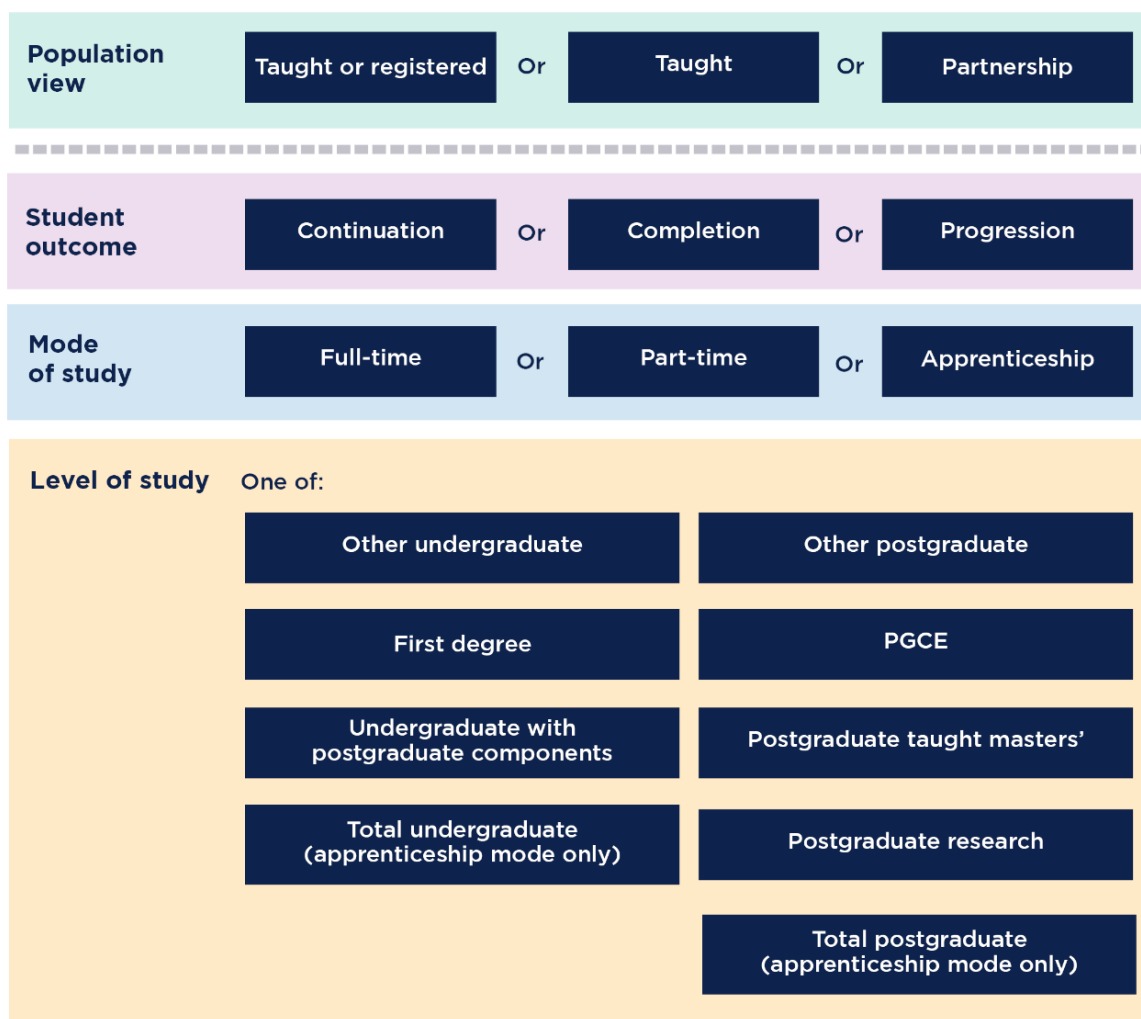 Population
view
Taught or registered
Or
Taught
Or
Partnership
Student
outcome
Continuation
Or
Completion
Or
Progression
Mode
of study
Full-time
Or
Part-time
Or
Apprenticeship
Level of study
One of:
Other undergraduate
Other postgraduate
First degree
PGCE
Undergraduate with
postgraduate components
Postgraduate taught masters’
Total undergraduate
(apprenticeship mode only)
Postgraduate research
Total postgraduate
(apprenticeship mode only)